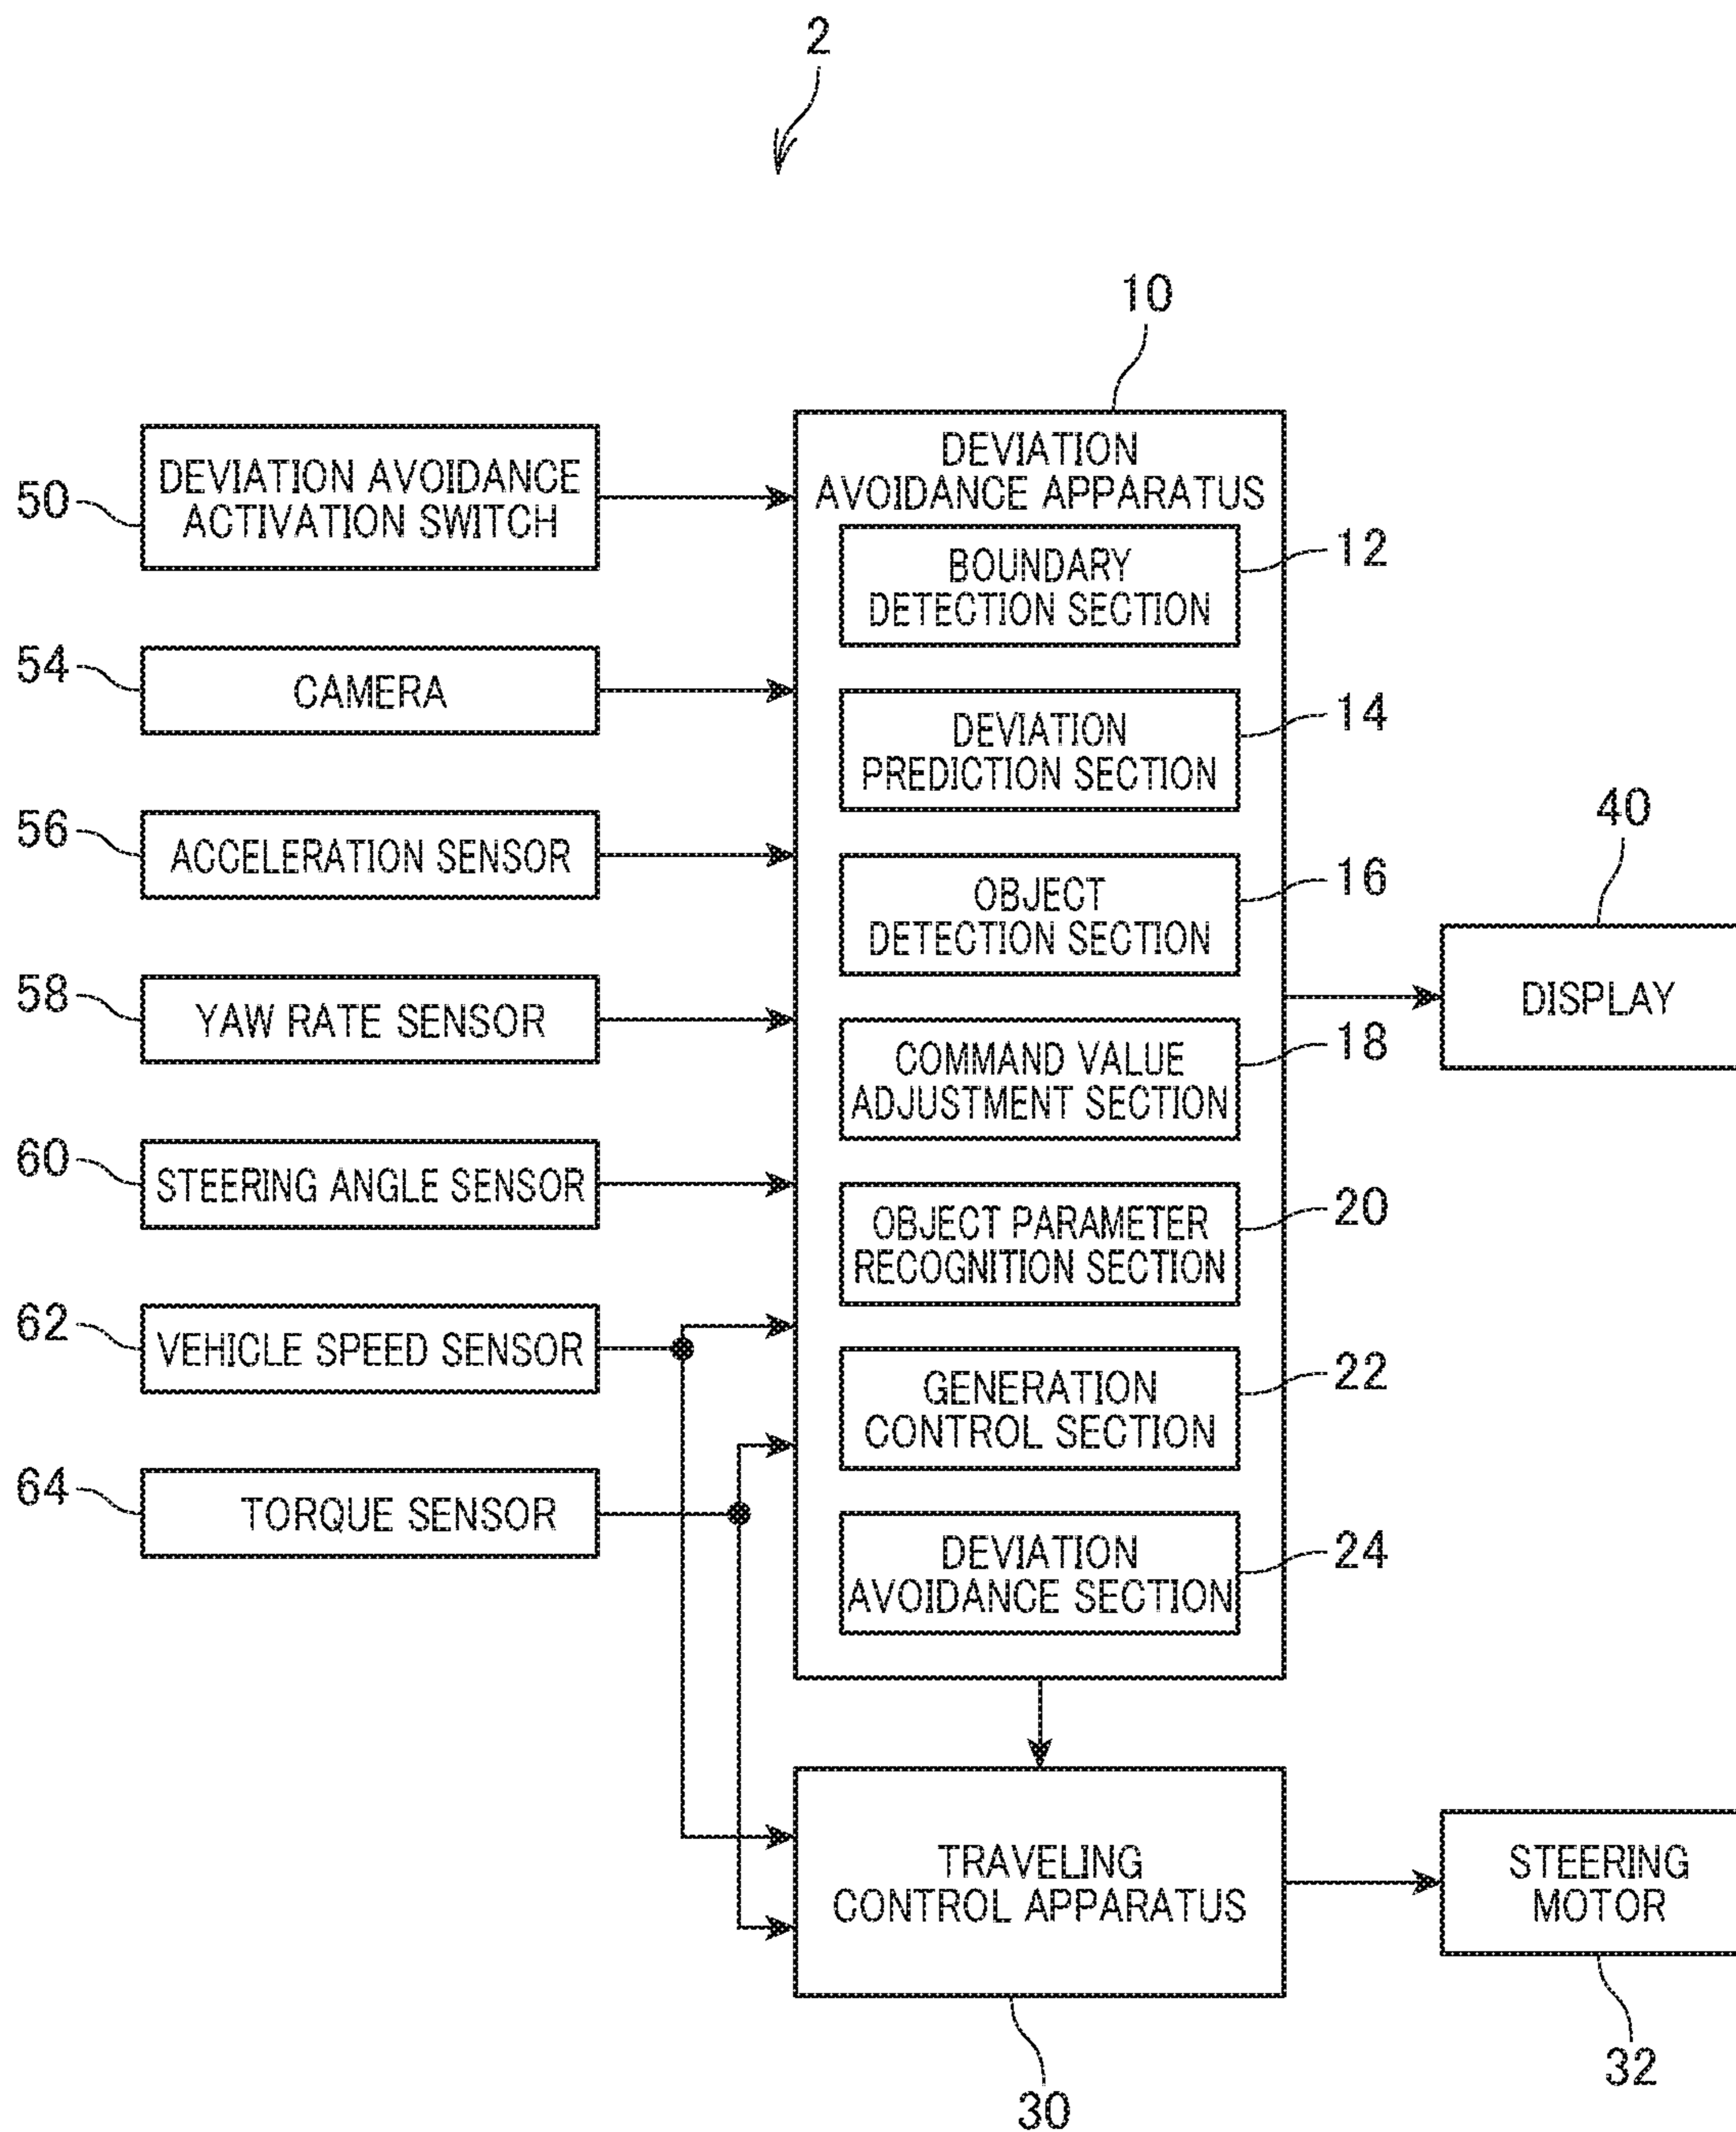 2
10
50
DEVIATION AVOIDANCE
ACTIVATION SWITCH
54
CAMERA
56
ACCELERATION SENSOR
58
YAW RATE SENSOR
60
STEERING ANGLE SENSOR
62
VEHICLE SPEED SENSOR
64
TORQUE SENSOR
DEVIATION
AVOIDANCE APPARATUS
BOUNDARY
DETECTION SECTION
12
DEVIATION
PREDICTION SECTION
14
OBJECT
DETECTION SECTION
16
COMMAND VALUE
ADJUSTMENT SECTION
18
OBJECT PARAMETER
RECOGNITION SECTION
20
GENERATION
CONTROL SECTION
22
DEVIATION
AVOIDANCE SECTION
24
40
DISPLAY
TRAVELING
CONTROL APPARATUS
30
STEERING
MOTOR
32